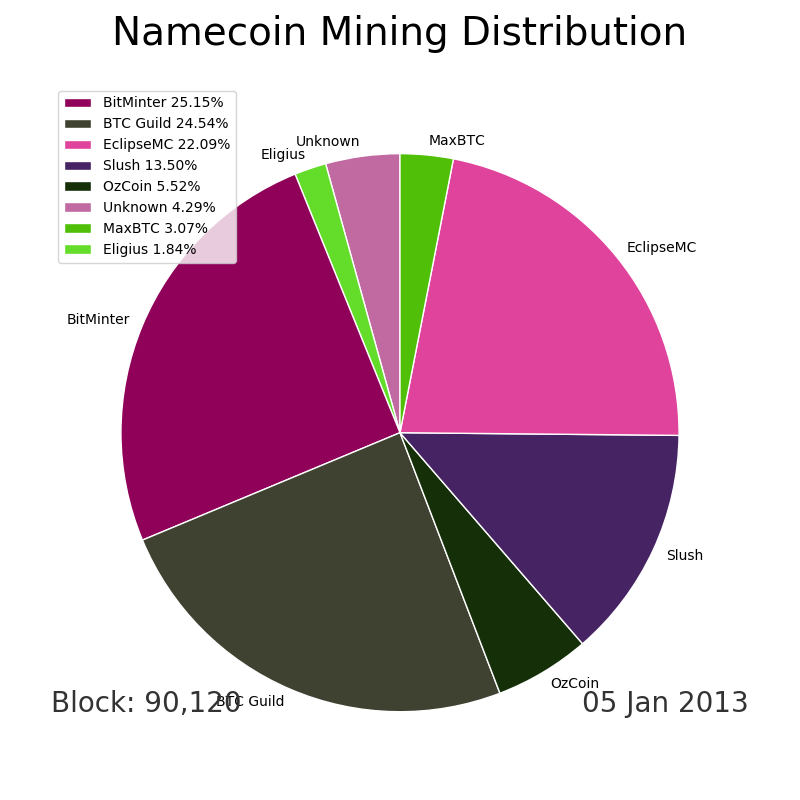 Namecoin Mining Distribution
BitMinter 25.15%
BTC Guild 24.54%
EclipseMC 22.09%
Slush 13.50%
OzCoin 5.52%
Unknown 4.29%
MaxBTC 3.07%
Eligius 1.84%
MaxBTC
Unknown
Eligius
EclipseMC
BitMinter
Slush
OzCoin
BTC Guild
Block: 90,120
05 Jan 2013